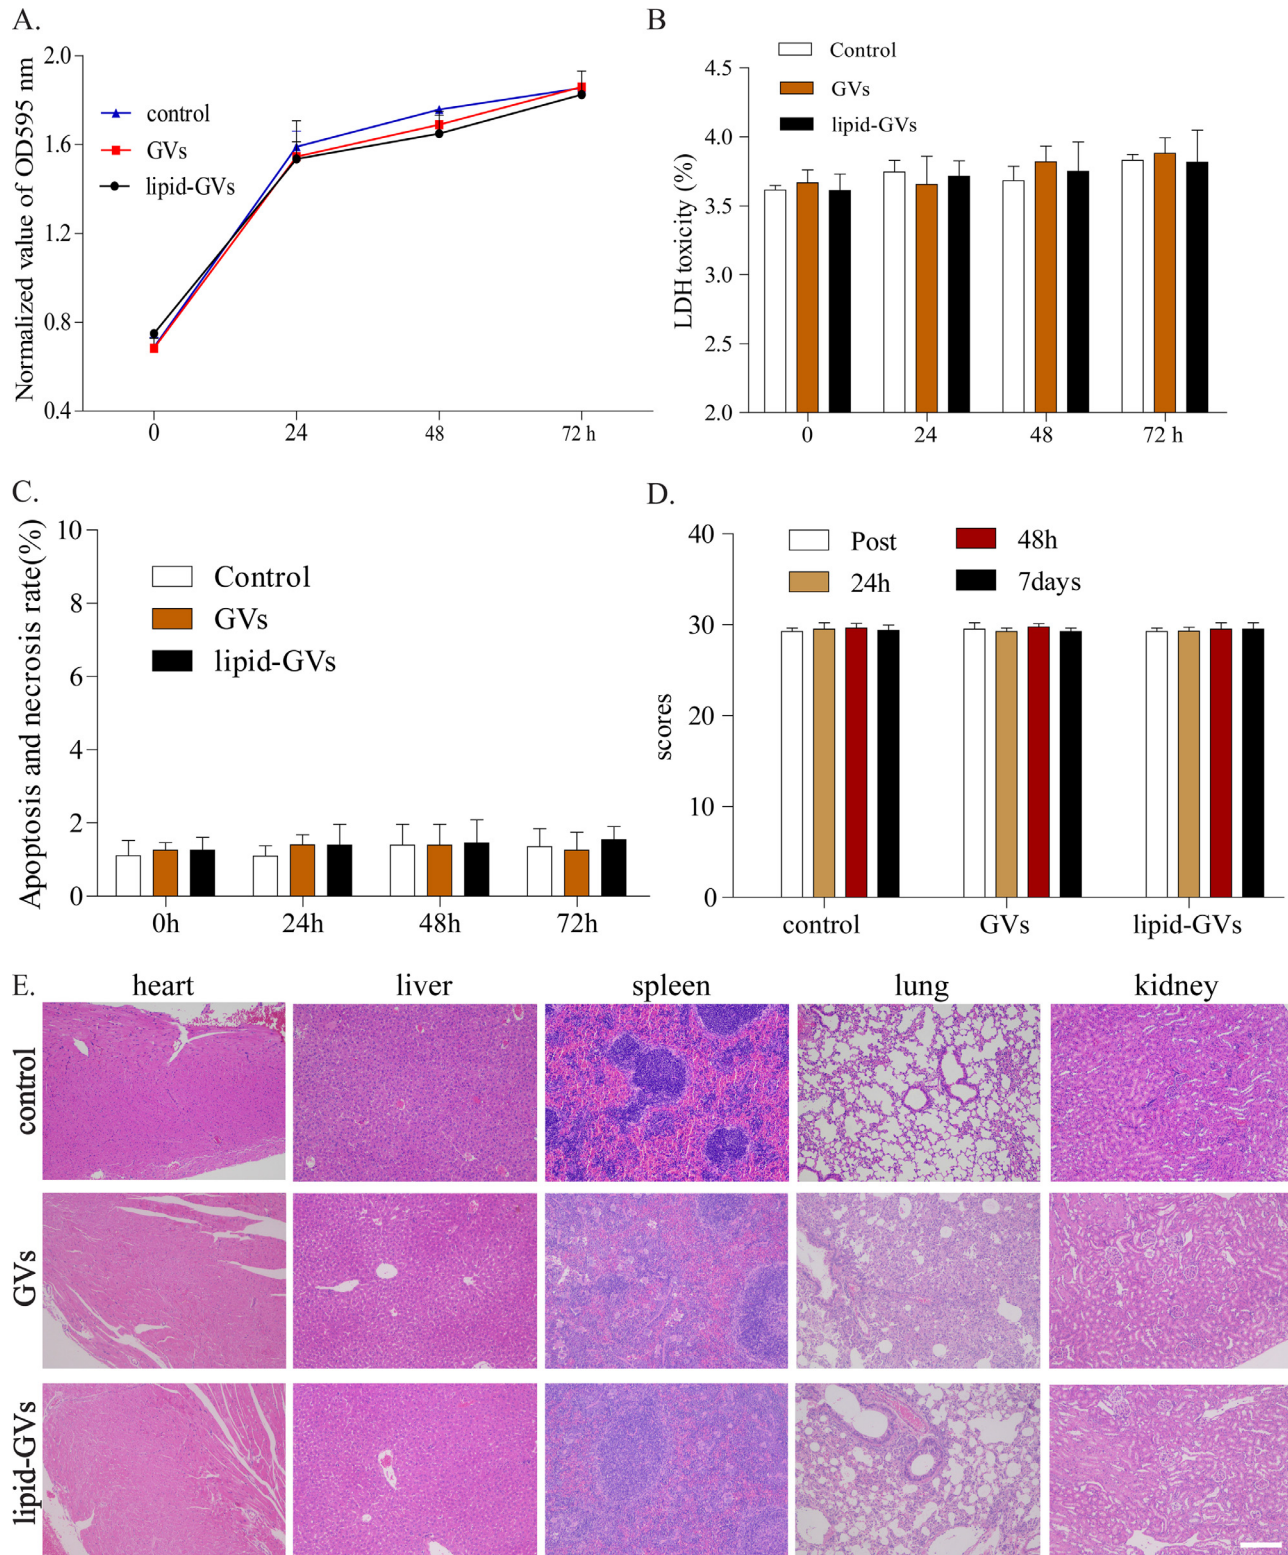 A.
Normalized value of OD595 nm
2.0
1.6
1.2
0.8
0.4
control
GVs
lipid-GVs
0 24 48 72 h
B
LDH toxicity (%)
4.5
4.0
3.5
3.0
2.5
2.0
Control
GVs
lipid-GVs
0 24 48 72 h
C.
Apoptosis and necrosis rate(%)
10
8
6
4
2
0
Control
GVs
lipid-GVs
0h 24h 48h 72h
D.
scores
40
30
20
10
0
Post
24h
48h
7days
control GVs lipid-GVs
E.
heart liver spleen lung kidney
control
GVs
lipid-GVs